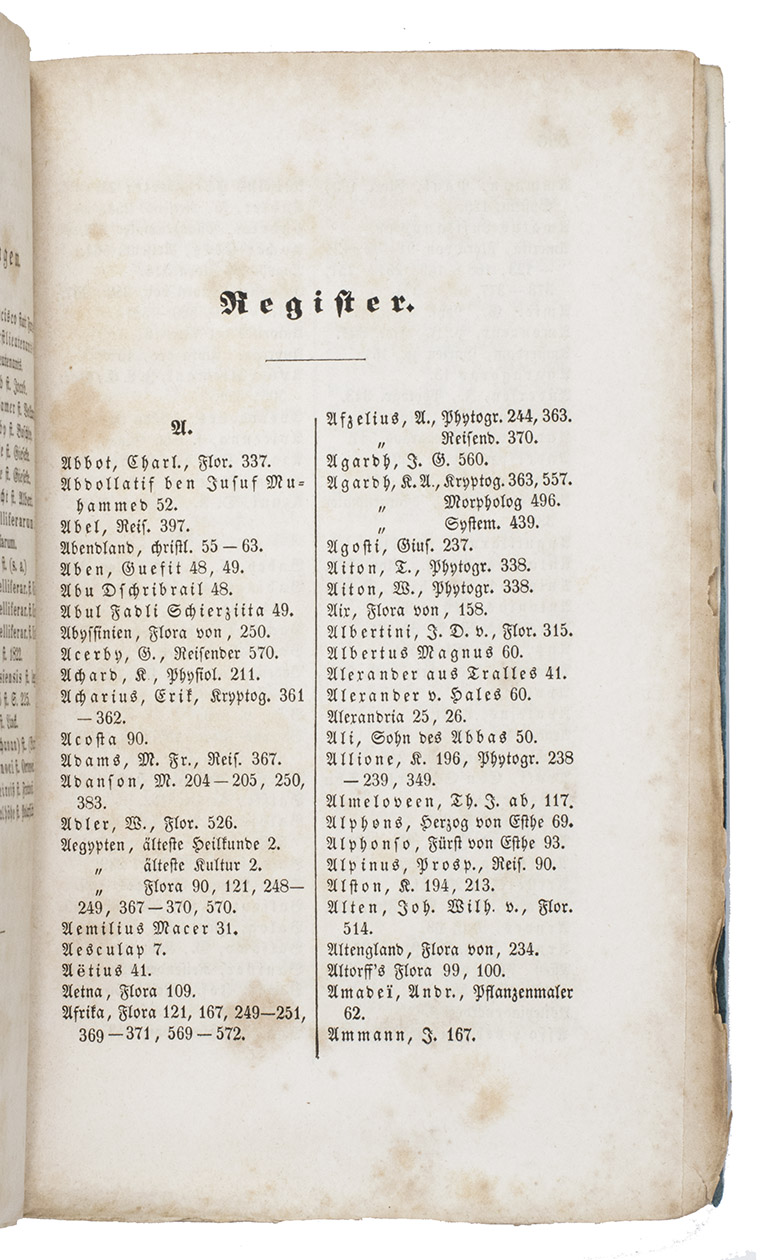 Register.
A.
Abbot, Charl., Flor. 337.
Abdollatif ben Jusuf Mu=
hammed 52.
Abel, Reis. 397.
Abendland, christl. 55 — 63.
Aben, Guefit 48, 49.
Abu Dschribrail 48.
Abul Fadli Schierziita 49.
Abyssinien, Flora von, 250.
Acerby, G., Reisender 570.
Achard, K., Physiol. 211.
Acharius, Erik, Kryptog. 361
— 362.
Acosta 90.
Adams, M. Fr., Reis. 367.
Adanson, M. 204 — 205, 250,
383.
Adler, W., Flor. 526.
Aegypten, älteste Heilkunde 2.
„ älteste Kultur 2.
„ Flora 90, 121, 248—
249, 367 — 370, 570.
Aemilius Macer 31.
Aesculap 7.
Aëtius 41.
Aetna, Flora 109.
Afrika, Flora 121, 167, 249—251,
369 — 371, 569 — 572.
Afzelius, A., Phytogr. 244, 363.
„ Reisend. 370.
Agardh, J. G. 560.
Agardh, K. A., Kryptog. 363, 557.
„ Morpholog 496.
„ System. 439.
Agosti, Gius. 237.
Aiton, T., Phytogr. 338.
Aiton, W., Phytogr. 338.
Aix, Flora von, 158.
Albertini, J. D. v., Flor. 315.
Albertus Magnus 60.
Alexander aus Tralles 41.
Alexander v. Hales 60.
Alexandria 25, 26.
Ali, Sohn des Abbas 50.
Allione, K. 196, Phytogr. 238
— 239, 349.
Almeloveen, Th. J. ab, 117.
Alphons, Herzog von Esthe 69.
Alphonso, Fürst von Esthe 93.
Alpinus, Prosp., Reis. 90.
Alston, K. 194, 213.
Alten, Joh. Wilh. v., Flor.
514.
Altengland, Flora von, 234.
Altorff's Flora 99, 100.
Amadeï, Andr., Pflanzenmaler
62.
Ammann, J. 167.